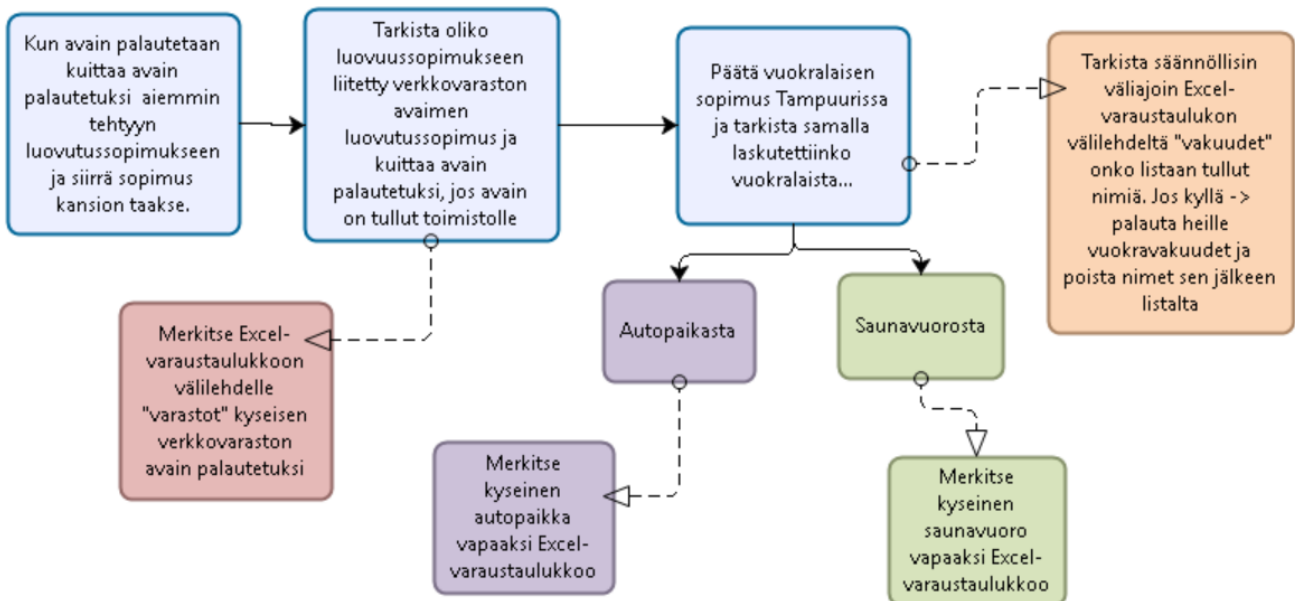 Kun avain palautetaan
kuittaa avain
palautetuksi aiemmin
tehtyyn
luovutussopimukseen
ja siirrä sopimus
kansion taakse.
Tarkista oliko
luovuussopimukseen
liitetty verkkovaraston
avaimen
luovutussopimus ja
kuittaa avain
palautetuksi, jos avain
on tullut toimistolle
Päätä vuokralaisen
sopimus Tampuurissa
ja tarkista samalla
laskutettiinko
vuokralaista...
Tarkista säännöllisin
väliajoin Excel-
varaustaulukon
välilehdeltä "vakuudet"
onko listaan tullut
nimiä. Jos kyllä ->
palauta heille
vuokravakuudet ja
poista nimet sen jälkeen
listalta
Merkitse Excel-
varaustaulukkoon
välilehdelle
"varastot" kyseisen
verkkovaraston
avain palautetuksi
Autopaikasta
Saunavuorosta
Merkitse
kyseinen
autopaikka
vapaaksi Excel-
varaustaulukkoo
Merkitse
kyseinen
saunavuoro
vapaaksi Excel-
varaustaulukkoo